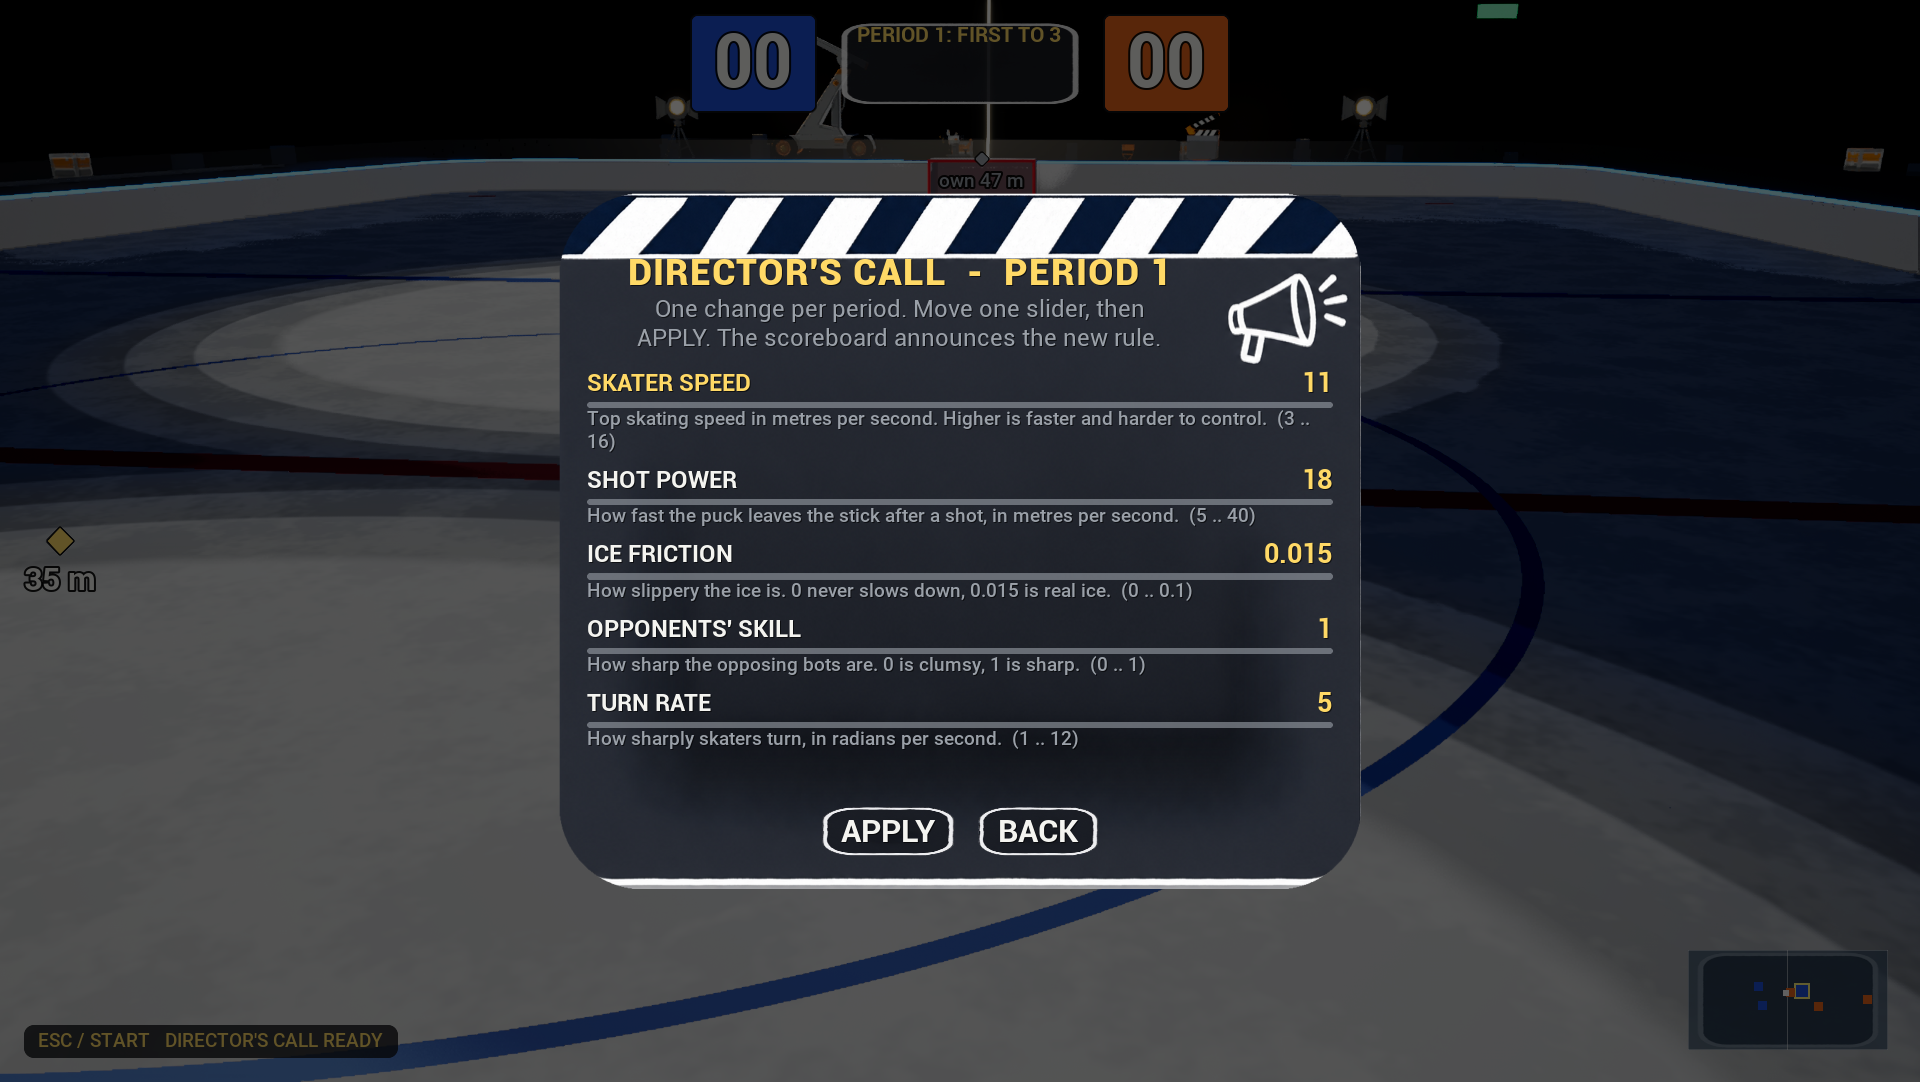 00
PERIOD 1: FIRST TO 3
00
own 47 m
DIRECTOR'S CALL - PERIOD 1
One change per period. Move one slider, then
APPLY. The scoreboard announces the new rule.
SKATER SPEED 11
Top skating speed in metres per second. Higher is faster and harder to control. (3 ..
16)
SHOT POWER 18
How fast the puck leaves the stick after a shot, in metres per second. (5 .. 40)
ICE FRICTION 0.015
How slippery the ice is. 0 never slows down, 0.015 is real ice. (0 .. 0.1)
35 m
OPPONENTS' SKILL 1
How sharp the opposing bots are. 0 is clumsy, 1 is sharp. (0 .. 1)
TURN RATE 5
How sharply skaters turn, in radians per second. (1 .. 12)
APPLY BACK
ESC / START DIRECTOR'S CALL READY